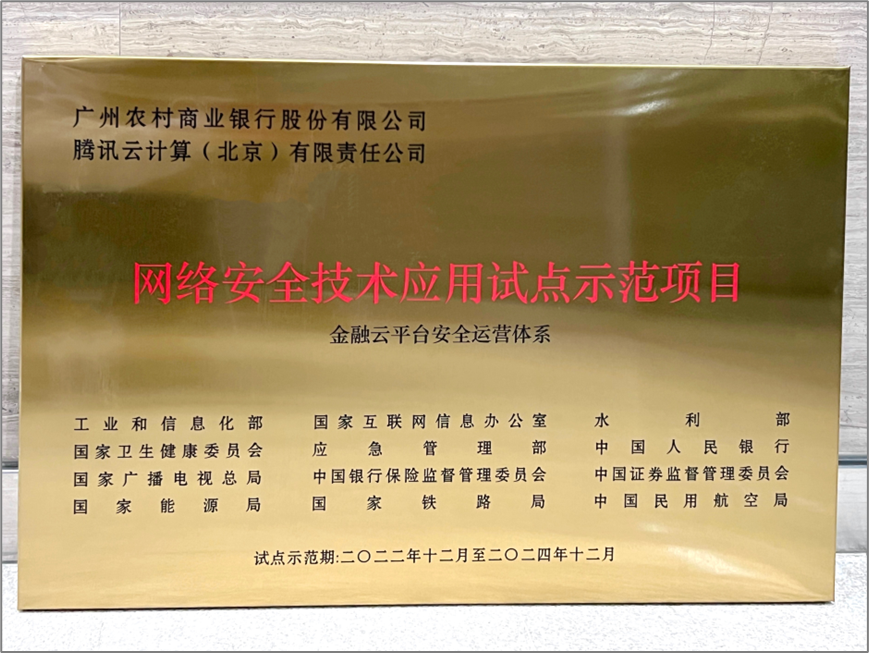 广州农村商业银行股份有限公司
腾讯云计算（北京）有限责任公司
网络安全技术应用试点示范项目
金融云平台安全运营体系
工业和信息化部 国家互联网信息办公室 水利部
国家卫生健康委员会 应急管理部 中国人民银行
国家广播电视总局 中国银行保险监督管理委员会 中国证券监督管理委员会
国家能源局 国家铁路局 中国民用航空局
试点示范期:二〇二二年十二月至二〇二四年十二月